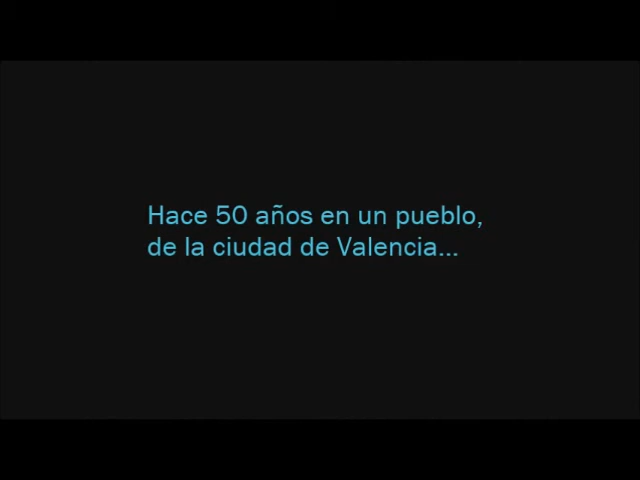 Hace 50 años en un pueblo,
de la ciudad de Valencia...